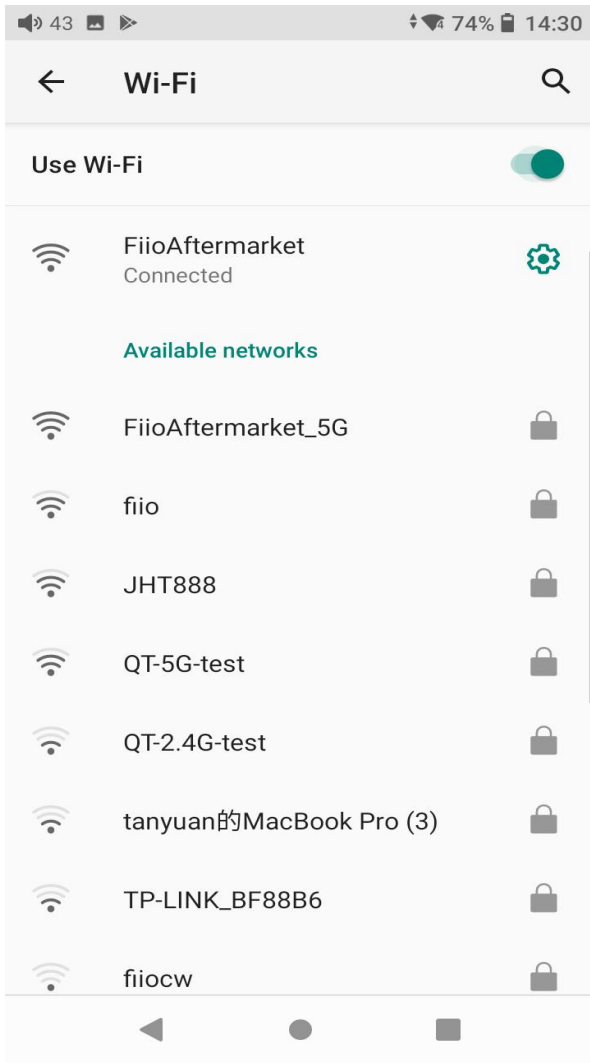 43 74% 14:30
Wi-Fi
Use Wi-Fi
FiioAftermarket
Connected
Available networks
FiioAftermarket_5G
fiio
JHT888
QT-5G-test
QT-2.4G-test
tanyuan的MacBook Pro (3)
TP-LINK_BF88B6
fiiocw